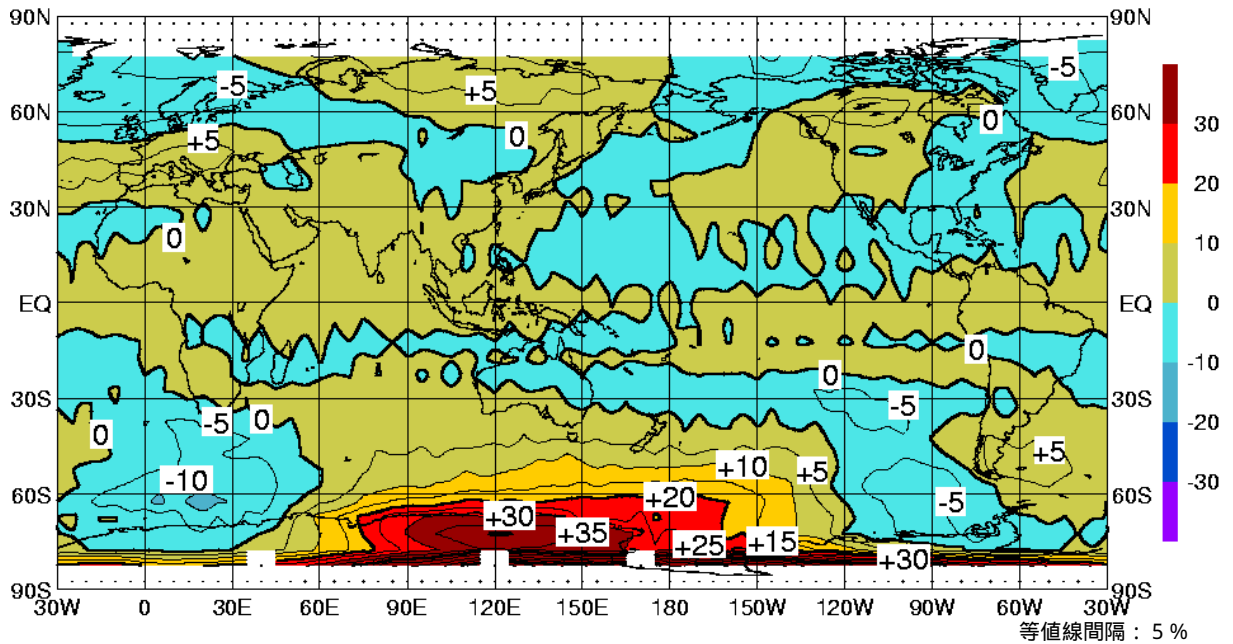 90N 90N
-5 -5
+5
60N 60N
30
0 0
+5
20
30N 30N
0
10
EQ EQ
0
0
-10
0
30S 30S
-5 -5
-20
0 0
+5
+10 +5
-10 -5
-30
60S +20 60S
+30
+35 +25 +15
+30
90S 90S
30W 0 30E 60E 90E 120E 150E 180 150W 120W 90W 60W 30W
等値線間隔： 5 %